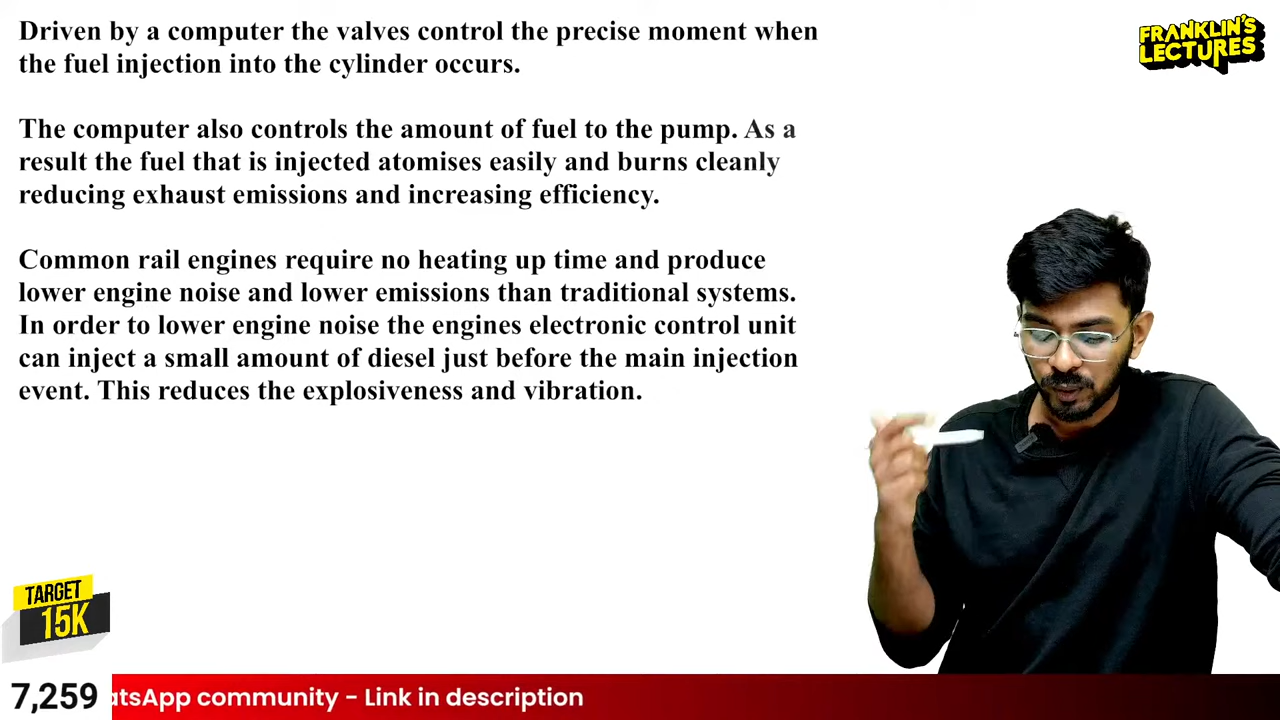 Driven by a computer the valves control the precise moment when
the fuel injection into the cylinder occurs.
The computer also controls the amount of fuel to the pump. As a
result the fuel that is injected atomises easily and burns cleanly
reducing exhaust emissions and increasing efficiency.
Common rail engines require no heating up time and produce
lower engine noise and lower emissions than traditional systems.
In order to lower engine noise the engines electronic control unit
can inject a small amount of diesel just before the main injection
event. This reduces the explosiveness and vibration.
FRANKLIN'S
LECTURES
TARGET
15K
7,259
atsApp community - Link in description